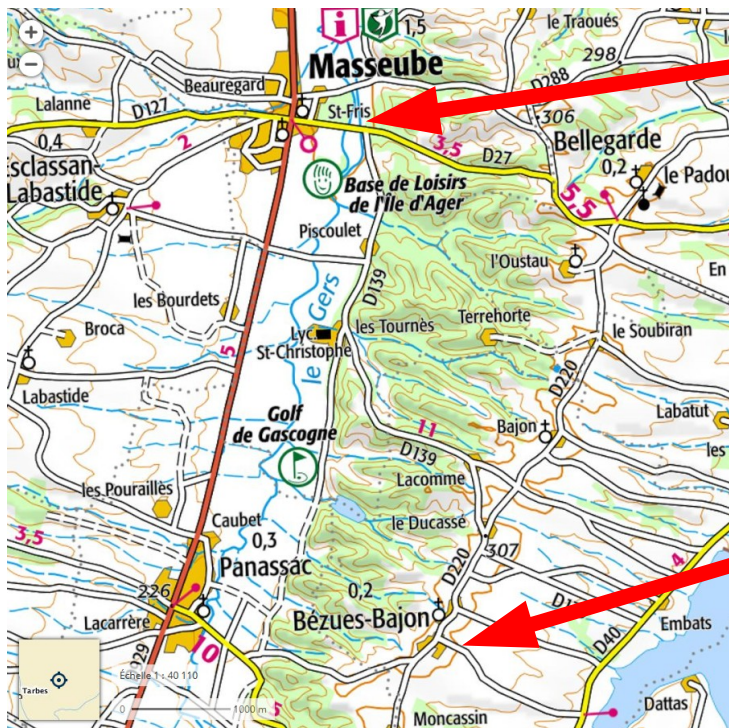 +
−
i
1,5
le Traoués
298
Masseube
Beauregard
D288
Lalanne
D127
St-Fris
306
0,4
2
3,5
D27
Bellegarde
0,2
le Padou
sclassan-
Labastide
Base de Loisirs
de l'Île d'Ager
5,5
Piscoulet
l'Oustau
D139
En
les Bourdets
le Gers
Terrehorte
Broca
5
Lyc.
St-Christophe
les Tournès
le Soubiran
D220
Labastide
Golf
de Gascogne
11
Bajon
Labatut
D139
les
Lacomme
les Pouraillès
le Ducassé
3,5
Caubet
0,3
307
Panassac
D220
4
226
0,2
Lacarrère
Bézues-Bajon
Embats
10
D40
929
Échelle 1 : 40 110
Tarbes
0
1000 m
Dattas
Moncassin